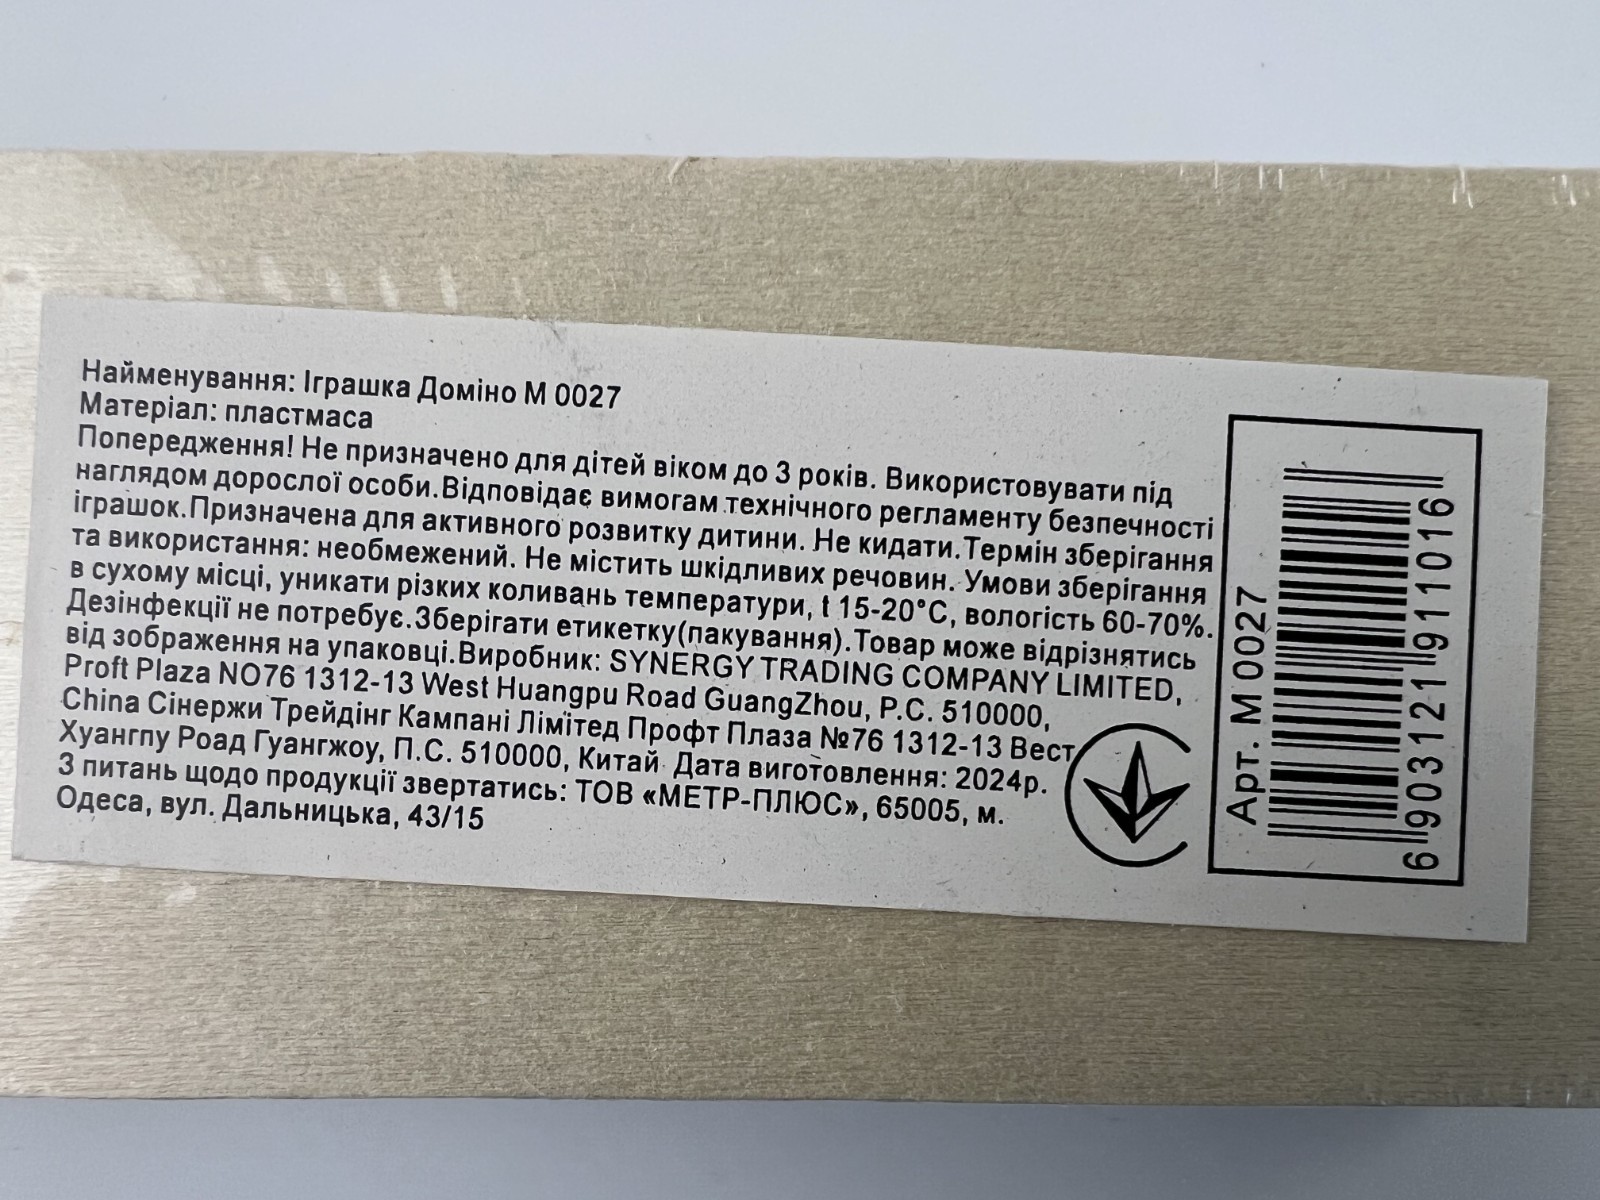 Найменування: Іграшка Доміно М 0027
Матеріал: пластмаса
Попередження! Не призначено для дітей віком до 3 років. Використовувати під
наглядом дорослої особи.Відповідає вимогам технічного регламенту безпечності
іграшок.Призначена для активного розвитку дитини. Не кидати.Термін зберігання
та використання: необмежений. Не містить шкідливих речовин. Умови зберігання
в сухому місці, уникати різких коливань температури, t 15-20°С, вологість 60-70%.
Дезінфекції не потребує.Зберігати етикетку(пакування).Товар може відрізнятись
від зображення на упаковці.Виробник: SYNERGY TRADING COMPANY LIMITED,
Proft Plaza NO76 1312-13 West Huangpu Road GuangZhou, P.C. 510000,
China Сінержи Трейдінг Кампані Лімітед Профт Плаза №76 1312-13 Вест
Хуангпу Роад Гуангжоу, П.С. 510000, Китай Дата виготовлення: 2024р.
З питань щодо продукції звертатись: ТОВ «МЕТР-ПЛЮС», 65005, м.
Одеса, вул. Дальницька, 43/15
Арт. М 0027
6 903121 911016